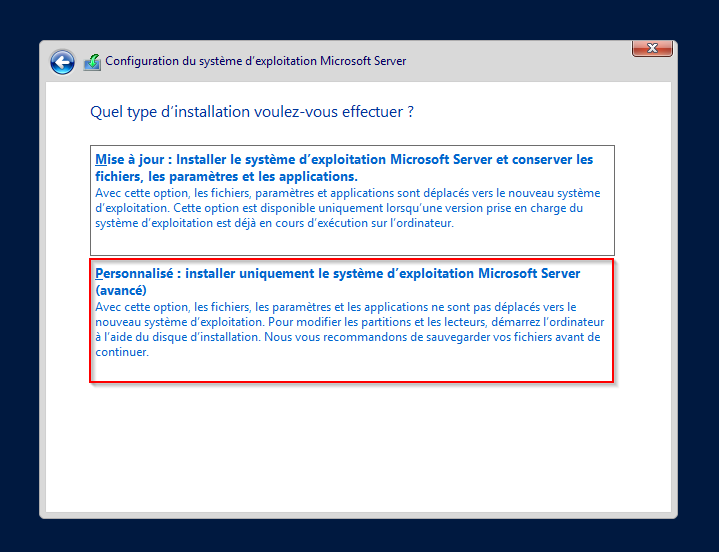 Configuration du système d’exploitation Microsoft Server
Quel type d’installation voulez-vous effectuer ?
Mise à jour : Installer le système d’exploitation Microsoft Server et conserver les
fichiers, les paramètres et les applications.
Avec cette option, les fichiers, paramètres et applications sont déplacés vers le nouveau système
d’exploitation. Cette option est disponible uniquement lorsqu’une version prise en charge du
système d’exploitation est déjà en cours d’exécution sur l’ordinateur.
Personnalisé : installer uniquement le système d’exploitation Microsoft Server
(avancé)
Avec cette option, les fichiers, les paramètres et les applications ne sont pas déplacés vers le
nouveau système d’exploitation. Pour modifier les partitions et les lecteurs, démarrez l’ordinateur
à l’aide du disque d’installation. Nous vous recommandons de sauvegarder vos fichiers avant de
continuer.